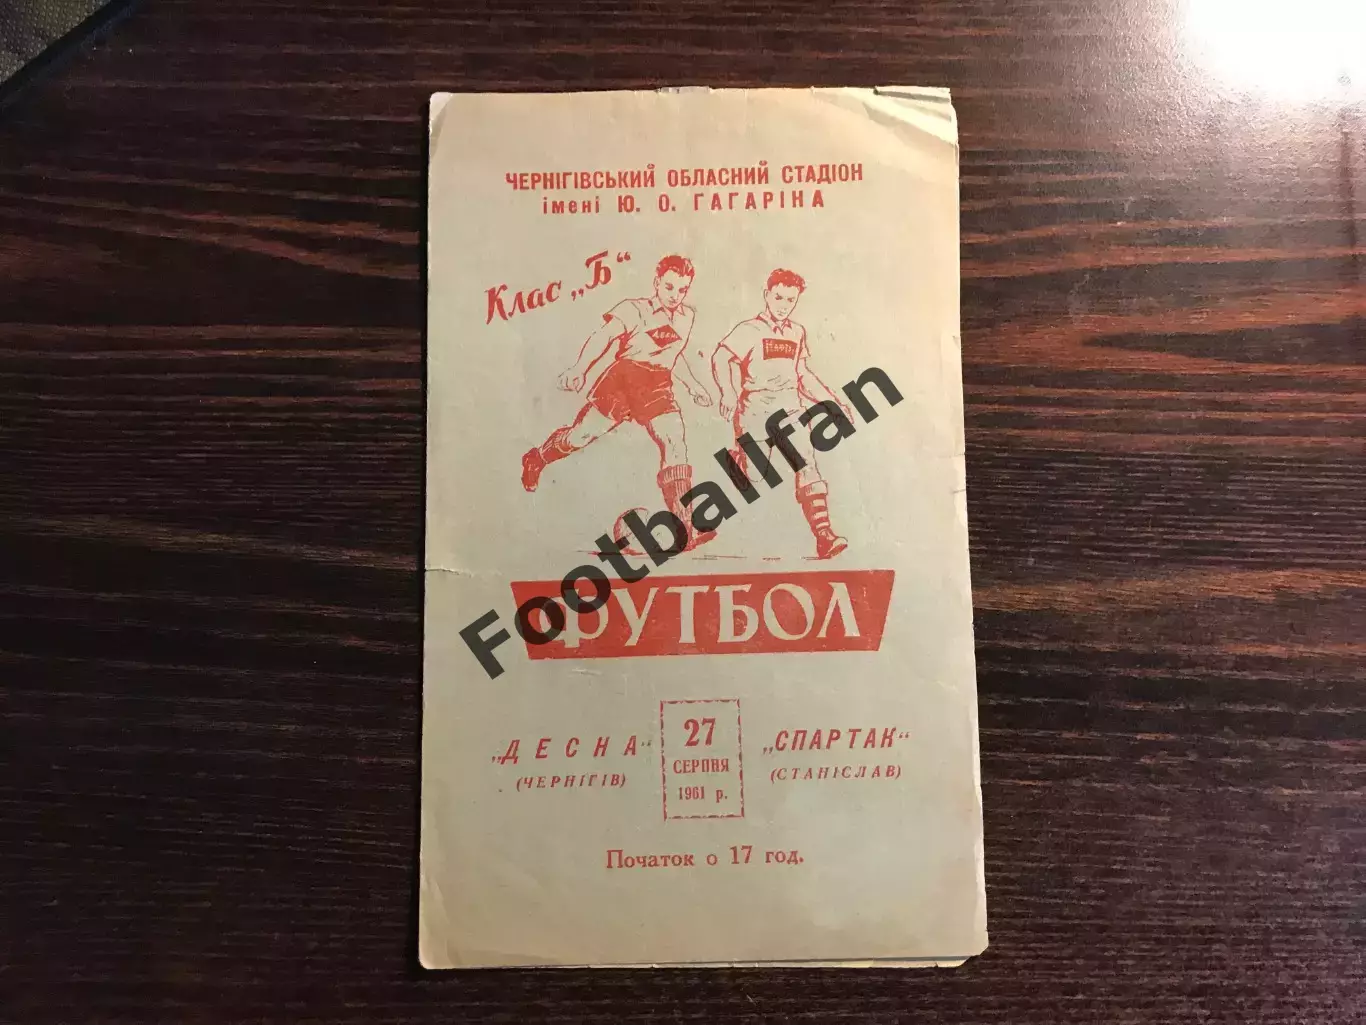 ЧЕРНІГІВСЬКИЙ ОБЛАСНИЙ СТАДІОН
імені Ю. О. ГАГАРІНА
Клас „Б“
Footballfan
ФУТБОЛ
„ДЕСНА“
(ЧЕРНІГІВ)
27
СЕРПНЯ
1961 р.
„СПАРТАК“
(СТАНІСЛАВ)
Початок о 17 год.